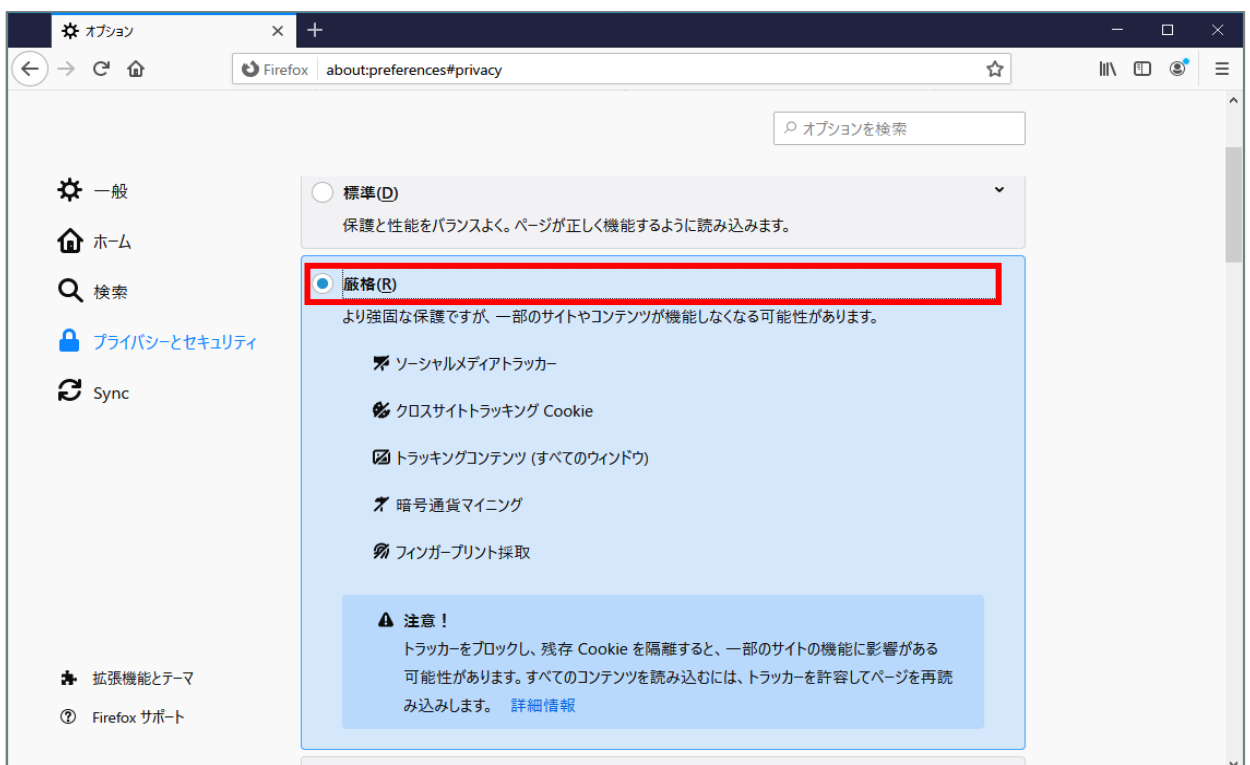 オプション
Firefox about:preferences#privacy
オプションを検索
一般
ホーム
検索
プライバシーとセキュリティ
Sync
拡張機能とテーマ
Firefox サポート
標準(D)
保護と性能をバランスよく。ページが正しく機能するように読み込みます。
厳格(R)
より強固な保護ですが、一部のサイトやコンテンツが機能しなくなる可能性があります。
ソーシャルメディアトラッカー
クロスサイトトラッキング Cookie
トラッキングコンテンツ (すべてのウィンドウ)
暗号通貨マイニング
フィンガープリント採取
注意！
トラッカーをブロックし、残存 Cookie を隔離すると、一部のサイトの機能に影響がある
可能性があります。すべてのコンテンツを読み込むには、トラッカーを許容してページを再読
み込みします。 詳細情報